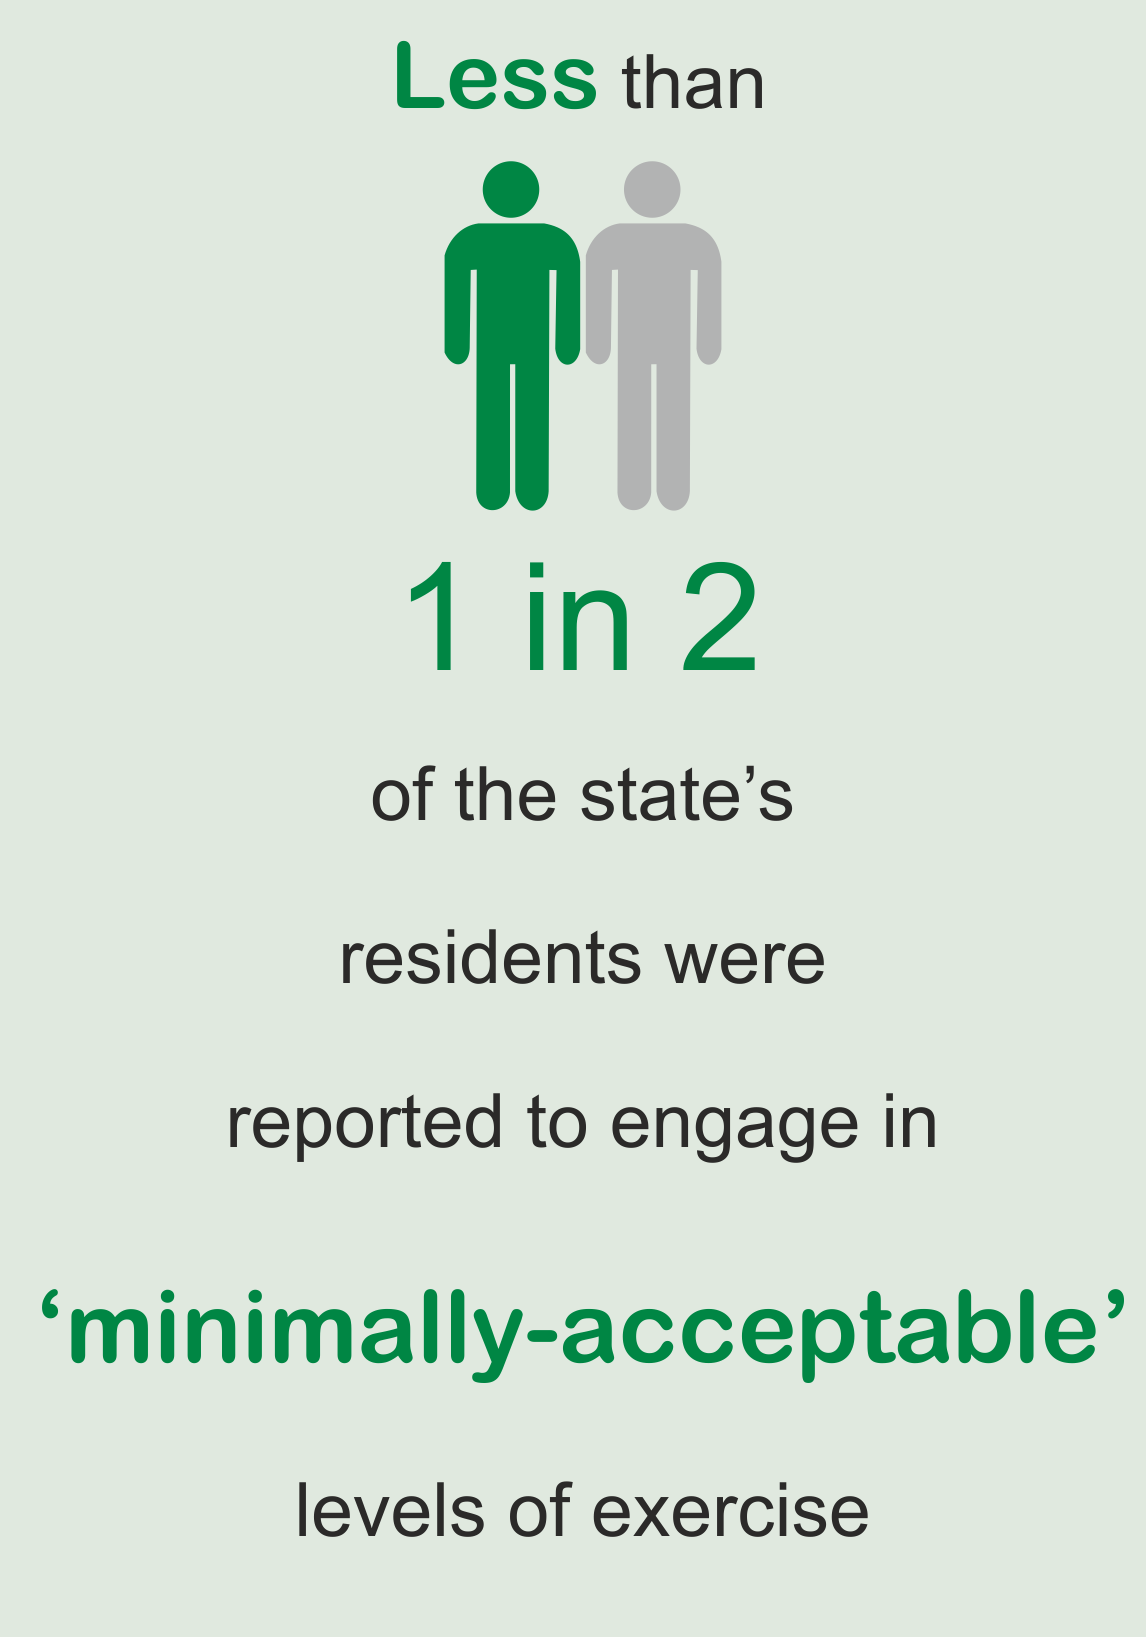 Less than
1 in 2
of the state’s
residents were
reported to engage in
‘minimally-acceptable’
levels of exercise